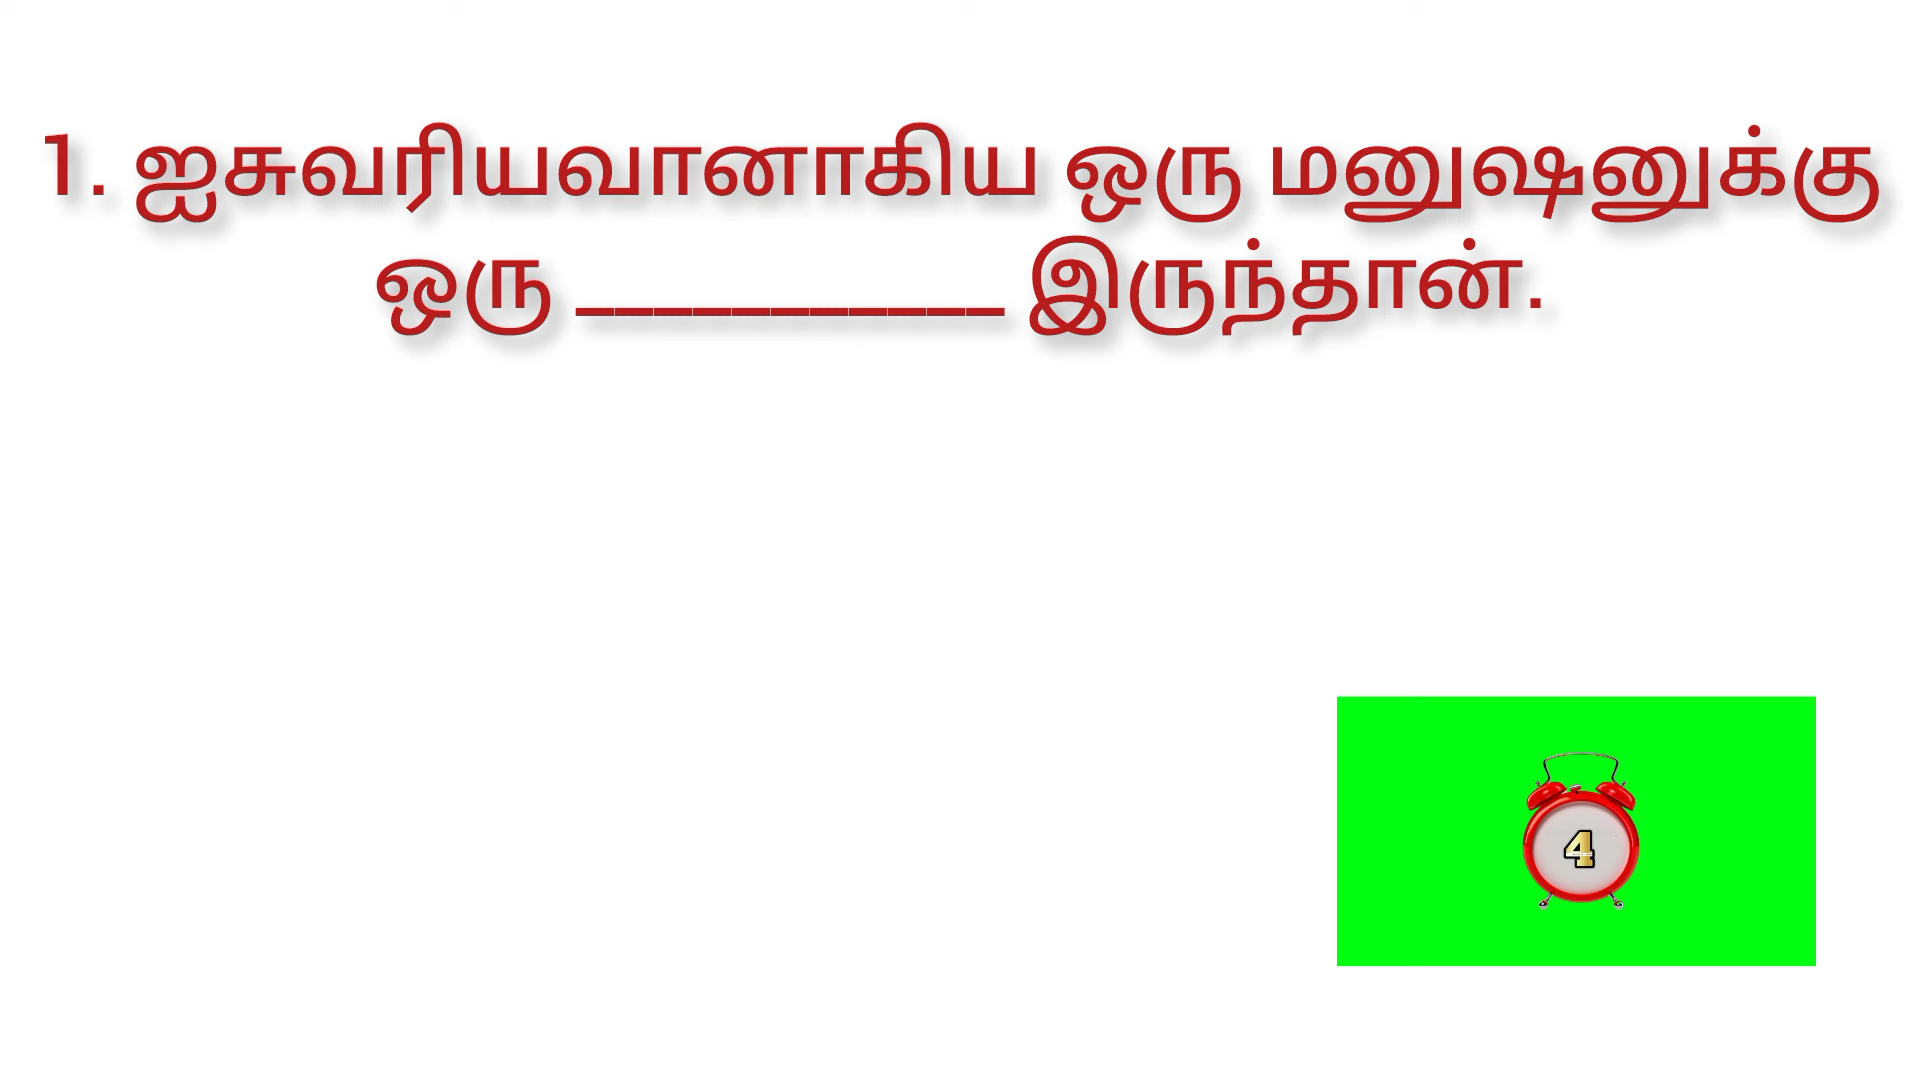 1. ஐசுவரியவானாகிய ஒரு மனுஷனுக்கு
ஒரு ___________ இருந்தான்.
4